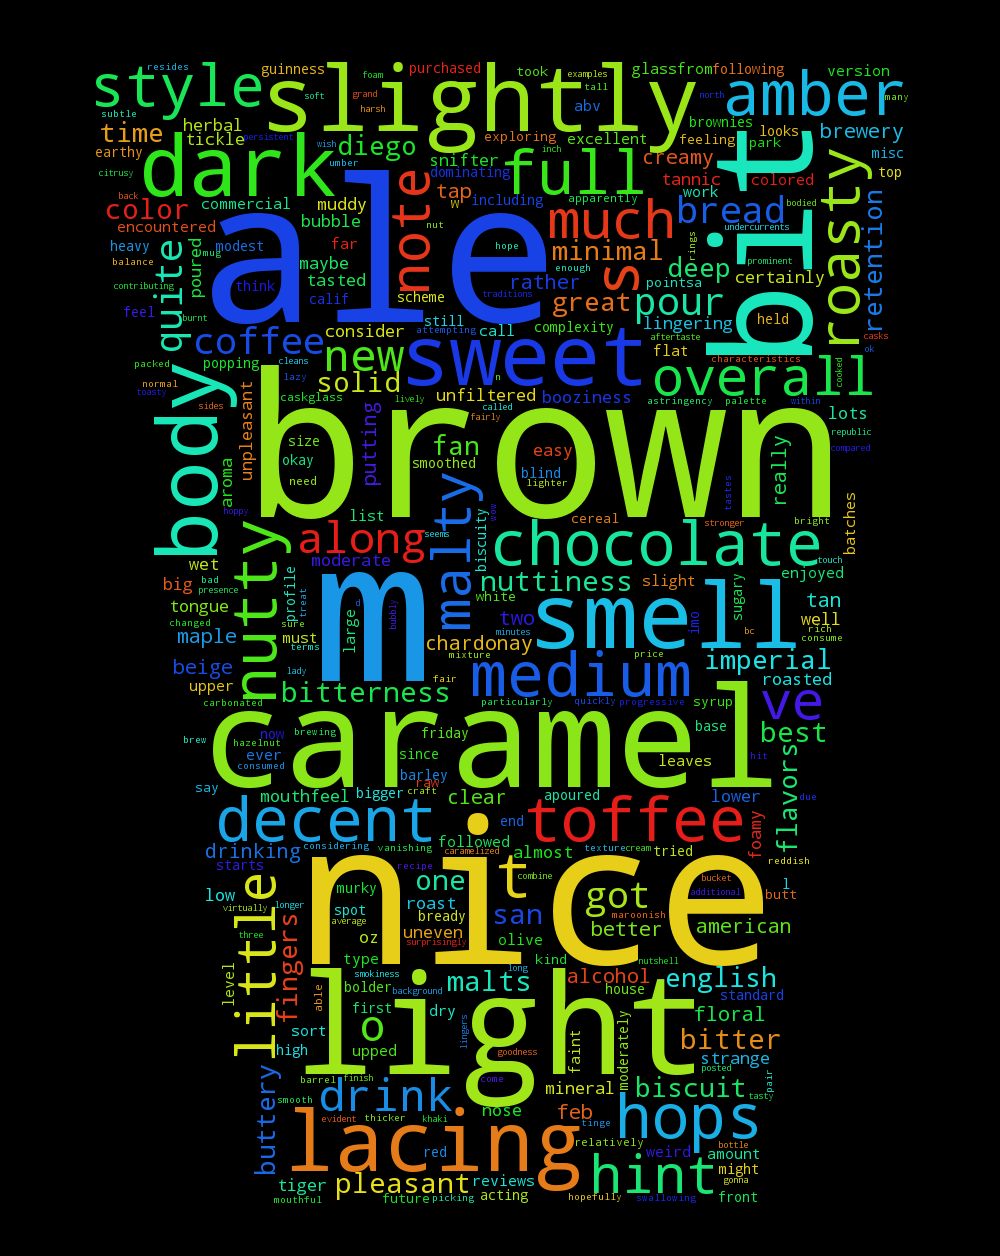 resides
guinness
foam
grand
purchased
took
examples
glassfrom
following
version
style
slightly
amber
soft
harsh
tall
north
many
subtle
abv
time
herbal
tickle
persistent
wish
exploring
excellent
brownies
looks
brewery
earthy
dark
diego
inch
feeling
park
bit
misc
snifter
full
creamy
citrusy
umber
dominating
tannic
colored
top
back
ale
note
tap
including
apparently
work
bodied
roasty
retention
color
commercial
muddy
w
much
bread
encountered
bubble
nut
undercurrents
heavy
modest
far
hope
minimal
s
rings
balance
quite
poured
mug
maybe
enough
deep
prominent
contributing
think
tasted
scheme
rather
pointsa
certainly
feel
calif
traditions
great
pour
burnt
still
attempting
call
complexity
lingering
held
casks
coffee
consider
aftertaste
ok
packed
popping
new
sweet
flat
characteristics
cooked
cleans
lazy
n
overall
normal
toasty
solid
body
unpleasant
caskglass
lively
unfiltered
called
booziness
astringency
palette
within
sides
brown
fairly
lots
republic
putting
size
fan
easy
compared
okay
smoothed
blind
really
aroma
need
lighter
tastes
hoppy
malty
wow
batches
list
cereal
stronger
bright
nutty
along
seems
biscuity
chocolate
wet
moderate
touch
bad
m
nuttiness
slight
enjoyed
big
presence
profile
treat
d
bubbly
white
smell
sugary
tongue
large
two
tan
changed
sure
minutes
ino
bc
well
rich
maple
must
chardonay
consume
terms
mixture
price
beige
lady
medium
imperial
upper
fair
roasted
carbonated
bitterness
particularly
quickly
progressive
syrup
ve
caramel
base
best
brew
now
brewing
friday
hazelnut
ever
since
leaves
hit
flavors
consumed
barley
say
raw
mouthfeel
bigger
craft
clear
apoured
lower
due
decent
toffee
end
foamy
drinking
considering
vanishing
followed
caramelized
almost
texture
cream
tried
reddish
starts
nice
recipe
low
murky
one
t
combine
bucket
additional
l
butt
little
virtually
longer
spot
roast
got
fingers
average
bready
san
maroonish
three
oz
uneven
better
american
surprisingly
olive
type
kind
nutshell
level
light
smokiness
long
malts
alcohol
english
able
bolder
background
house
standard
first
o
dry
floral
sort
lingers
high
upped
goodness
faint
moderately
bitter
strange
posted
buttery
barrel
finish
come
mineral
biscuit
pair
tasty
smooth
drink
nose
feb
hops
evident
thicker
khaki
tinge
lacing
red
relatively
weird
bottle
amount
hint
might
tiger
pleasant
reviews
gonna
mouthful
future
picking
acting
hopefully
swallowing
front